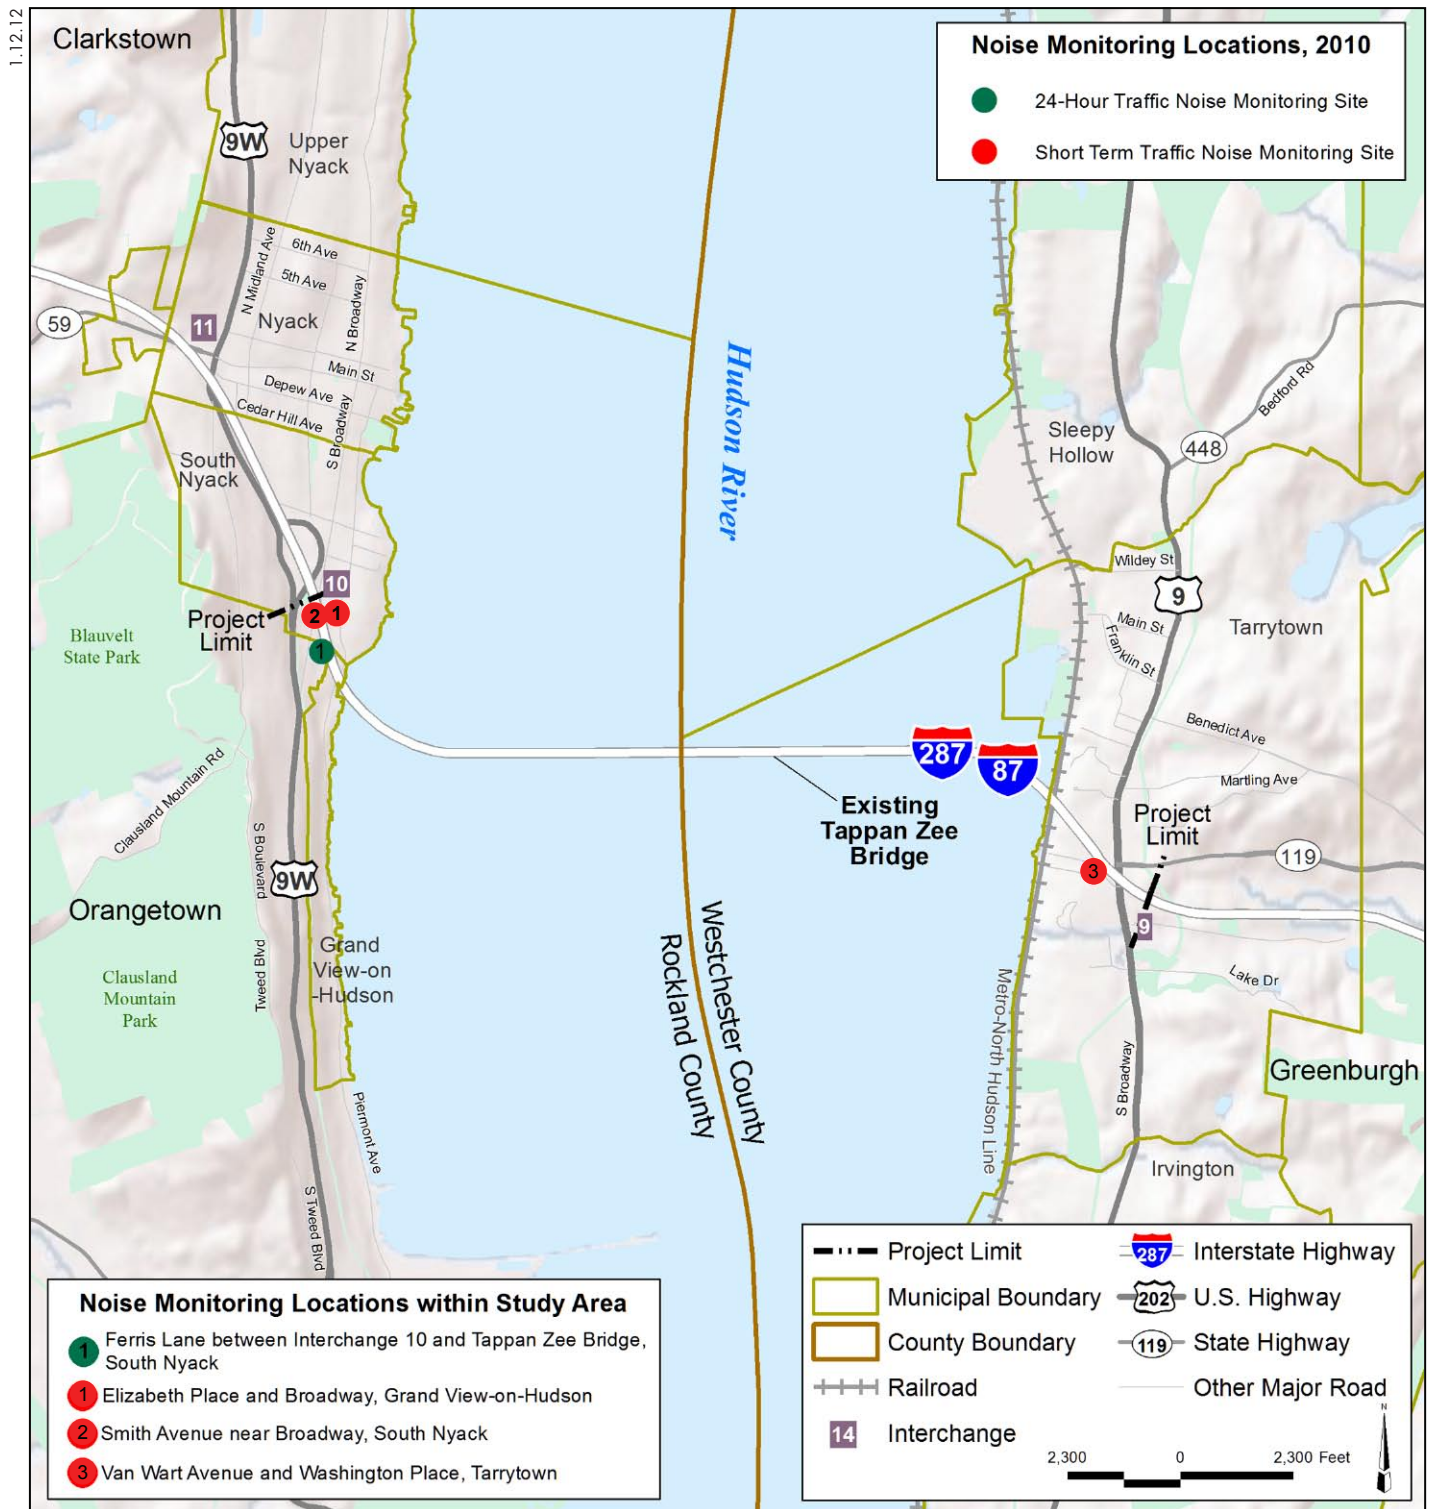 1.12.12
Clarkstown
Noise Monitoring Locations, 2010
24-Hour Traffic Noise Monitoring Site
Short Term Traffic Noise Monitoring Site
9W
Upper
Nyack
6th Ave
5th Ave
N Midland Ave
N Broadway
59
11
Nyack
Main St
Depew Ave
Cedar Hill Ave
S Broadway
South
Nyack
Hudson River
Bedford Rd
Sleepy
Hollow
448
Wildey St
9
10
2
1
Project
Limit
1
Blauvelt
State Park
Main St
Franklin St
Tarrytown
Benedict Ave
Martling Ave
287
87
Existing
Tappan Zee
Bridge
Clausland Mountain Rd
S Boulevard
9W
Project
Limit
119
3
9
Orangetown
Tweed Blvd
Grand
View-on
-Hudson
Clausland
Mountain
Park
Westchester County
Rockland County
Metro-North Hudson Line
Lake Dr
S Broadway
Greenburgh
Piermont Ave
Irvington
S Tweed Blvd
Noise Monitoring Locations within Study Area
1 Ferris Lane between Interchange 10 and Tappan Zee Bridge,
South Nyack
1 Elizabeth Place and Broadway, Grand View-on-Hudson
2 Smith Avenue near Broadway, South Nyack
3 Van Wart Avenue and Washington Place, Tarrytown
Project Limit
Municipal Boundary
County Boundary
Railroad
14 Interchange
287 Interstate Highway
202 U.S. Highway
119 State Highway
Other Major Road
N
2,300 0 2,300 Feet